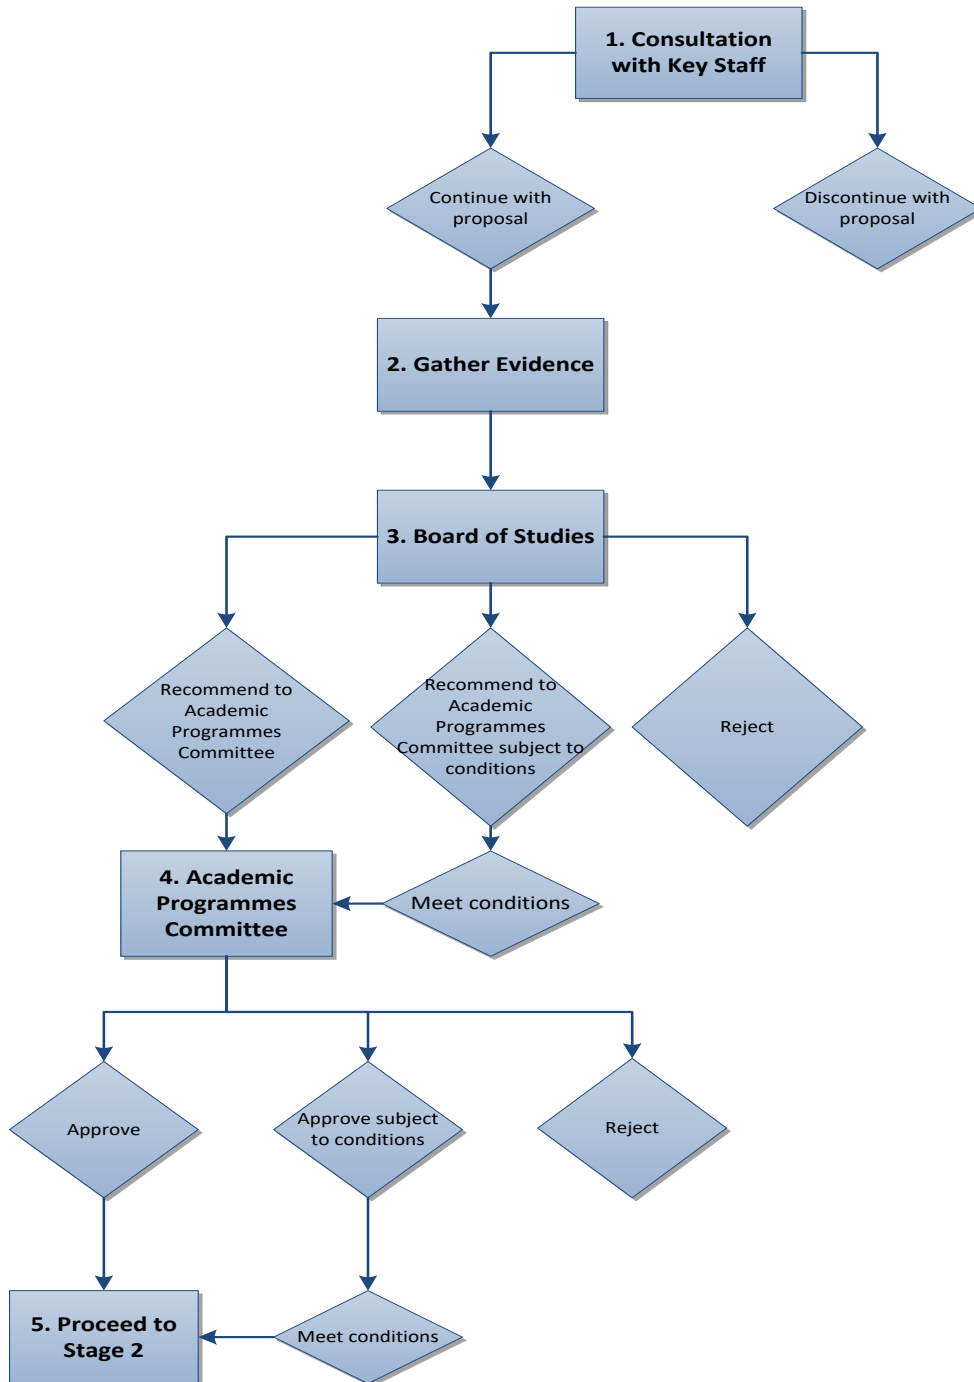 1. Consultation
with Key Staff
Continue with
proposal
Discontinue with
proposal
2. Gather Evidence
3. Board of Studies
Recommend to
Academic
Programmes
Committee
Recommend to
Academic
Programmes
Committee subject to
conditions
Reject
4. Academic
Programmes
Committee
Meet conditions
Approve
Approve subject
to conditions
Reject
5. Proceed to
Stage 2
Meet conditions